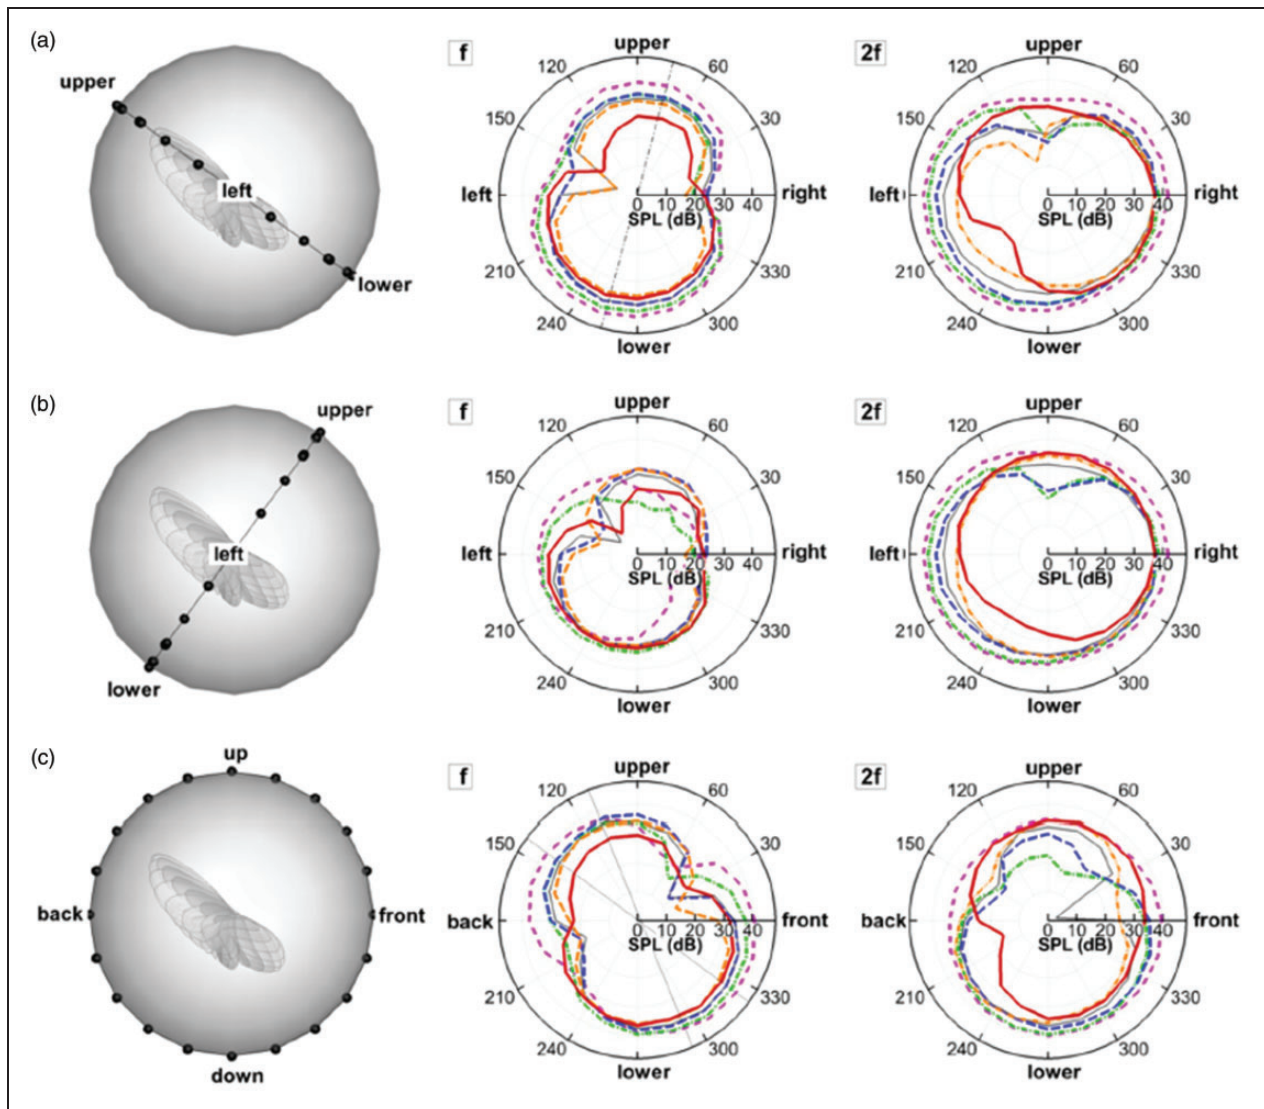 (a)
upper
left
lower
f
upper
120
60
150
30
left
right
0 10 20 30 40
SPL (dB)
210
330
240
300
lower
2f
upper
120
60
150
30
left
right
0 10 20 30 40
SPL (dB)
210
330
240
300
lower
(b)
upper
left
lower
f
upper
120
60
150
30
left
right
0 10 20 30 40
SPL (dB)
210
330
240
300
lower
2f
upper
120
60
150
30
left
right
0 10 20 30 40
SPL (dB)
210
330
240
300
lower
(c)
up
back
front
down
f
upper
120
60
150
30
back
front
0 10 20 30 40
SPL (dB)
210
330
240
300
lower
2f
upper
120
60
150
30
back
front
0 10 20 30 40
SPL (dB)
210
330
240
300
lower